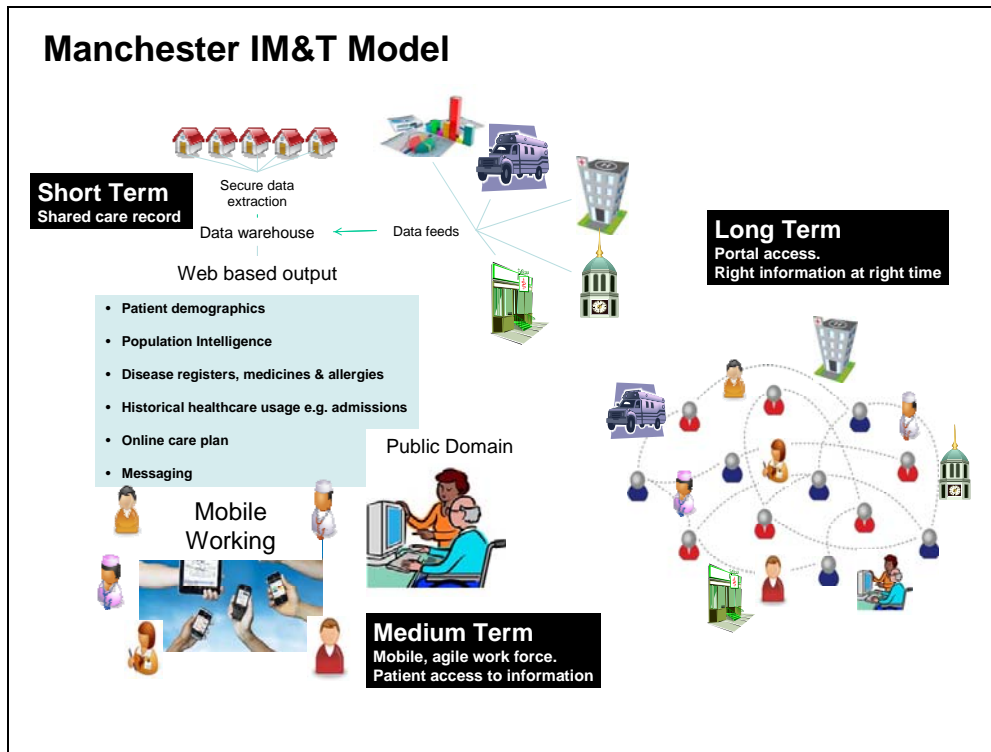 Manchester IM&T Model
Short Term
Shared care record
Secure data
extraction
Data warehouse
Data feeds
Web based output
• Patient demographics
• Population Intelligence
• Disease registers, medicines & allergies
• Historical healthcare usage e.g. admissions
• Online care plan
• Messaging
Mobile
Working
Public Domain
Medium Term
Mobile, agile work force.
Patient access to information
Long Term
Portal access.
Right information at right time